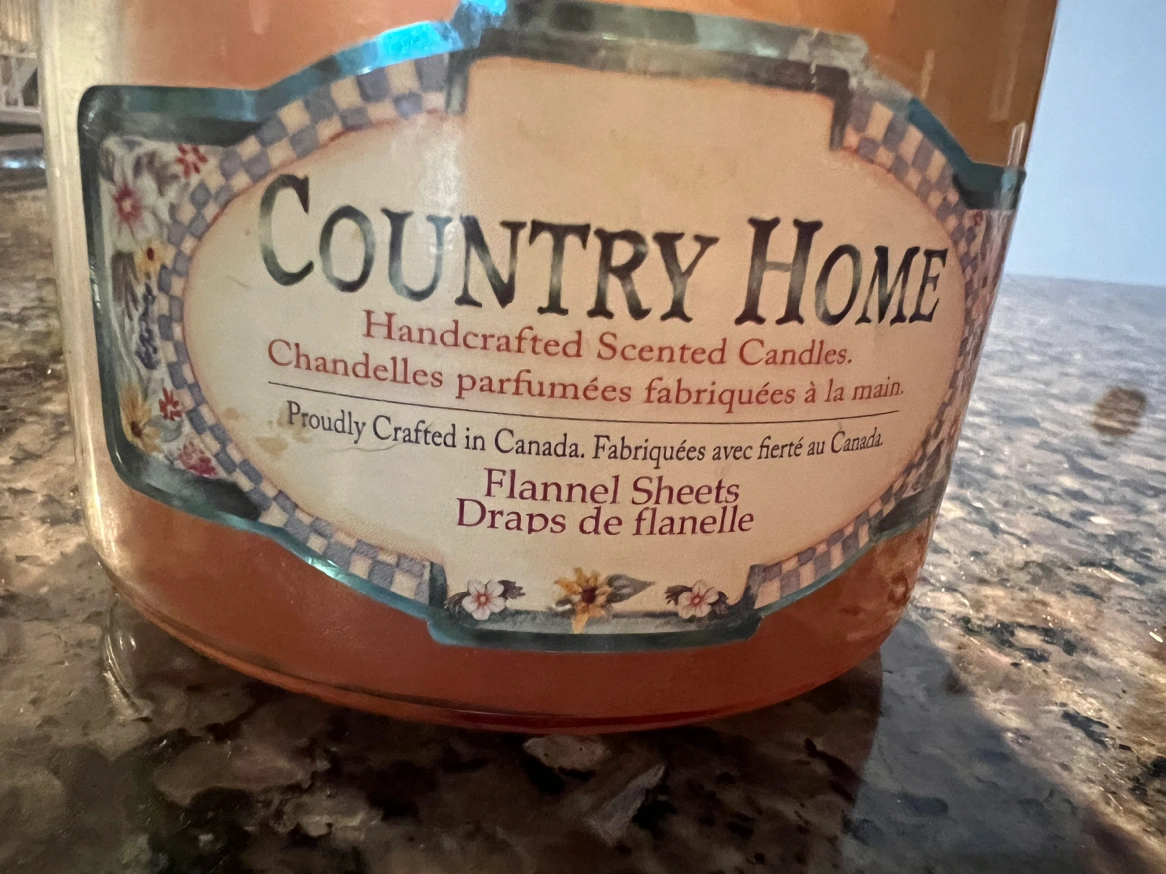 COUNTRY HOME
Handcrafted Scented Candles.
Chandelles parfumées fabriquées à la main.
Proudly Crafted in Canada. Fabriquées avec fierté au Canada.
Flannel Sheets
Draps de flanelle